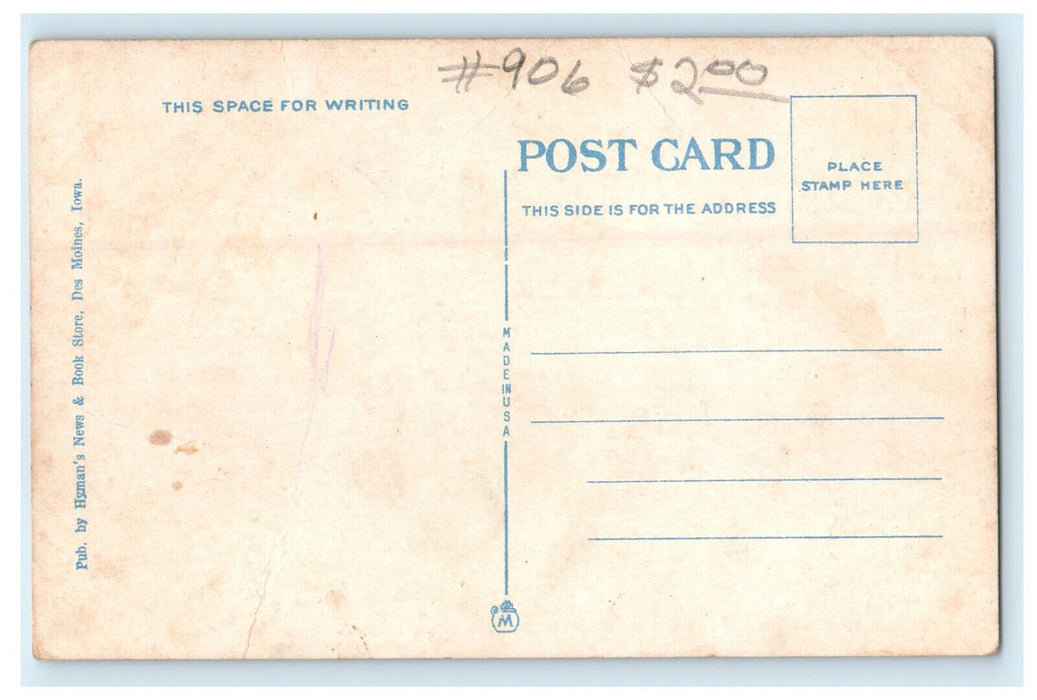 #906 $2.00
THIS SPACE FOR WRITING
POST CARD
THIS SIDE IS FOR THE ADDRESS
PLACE
STAMP HERE
Pub. by Hyman's News & Book Store, Des Moines, Iowa.
MADE IN USA
M